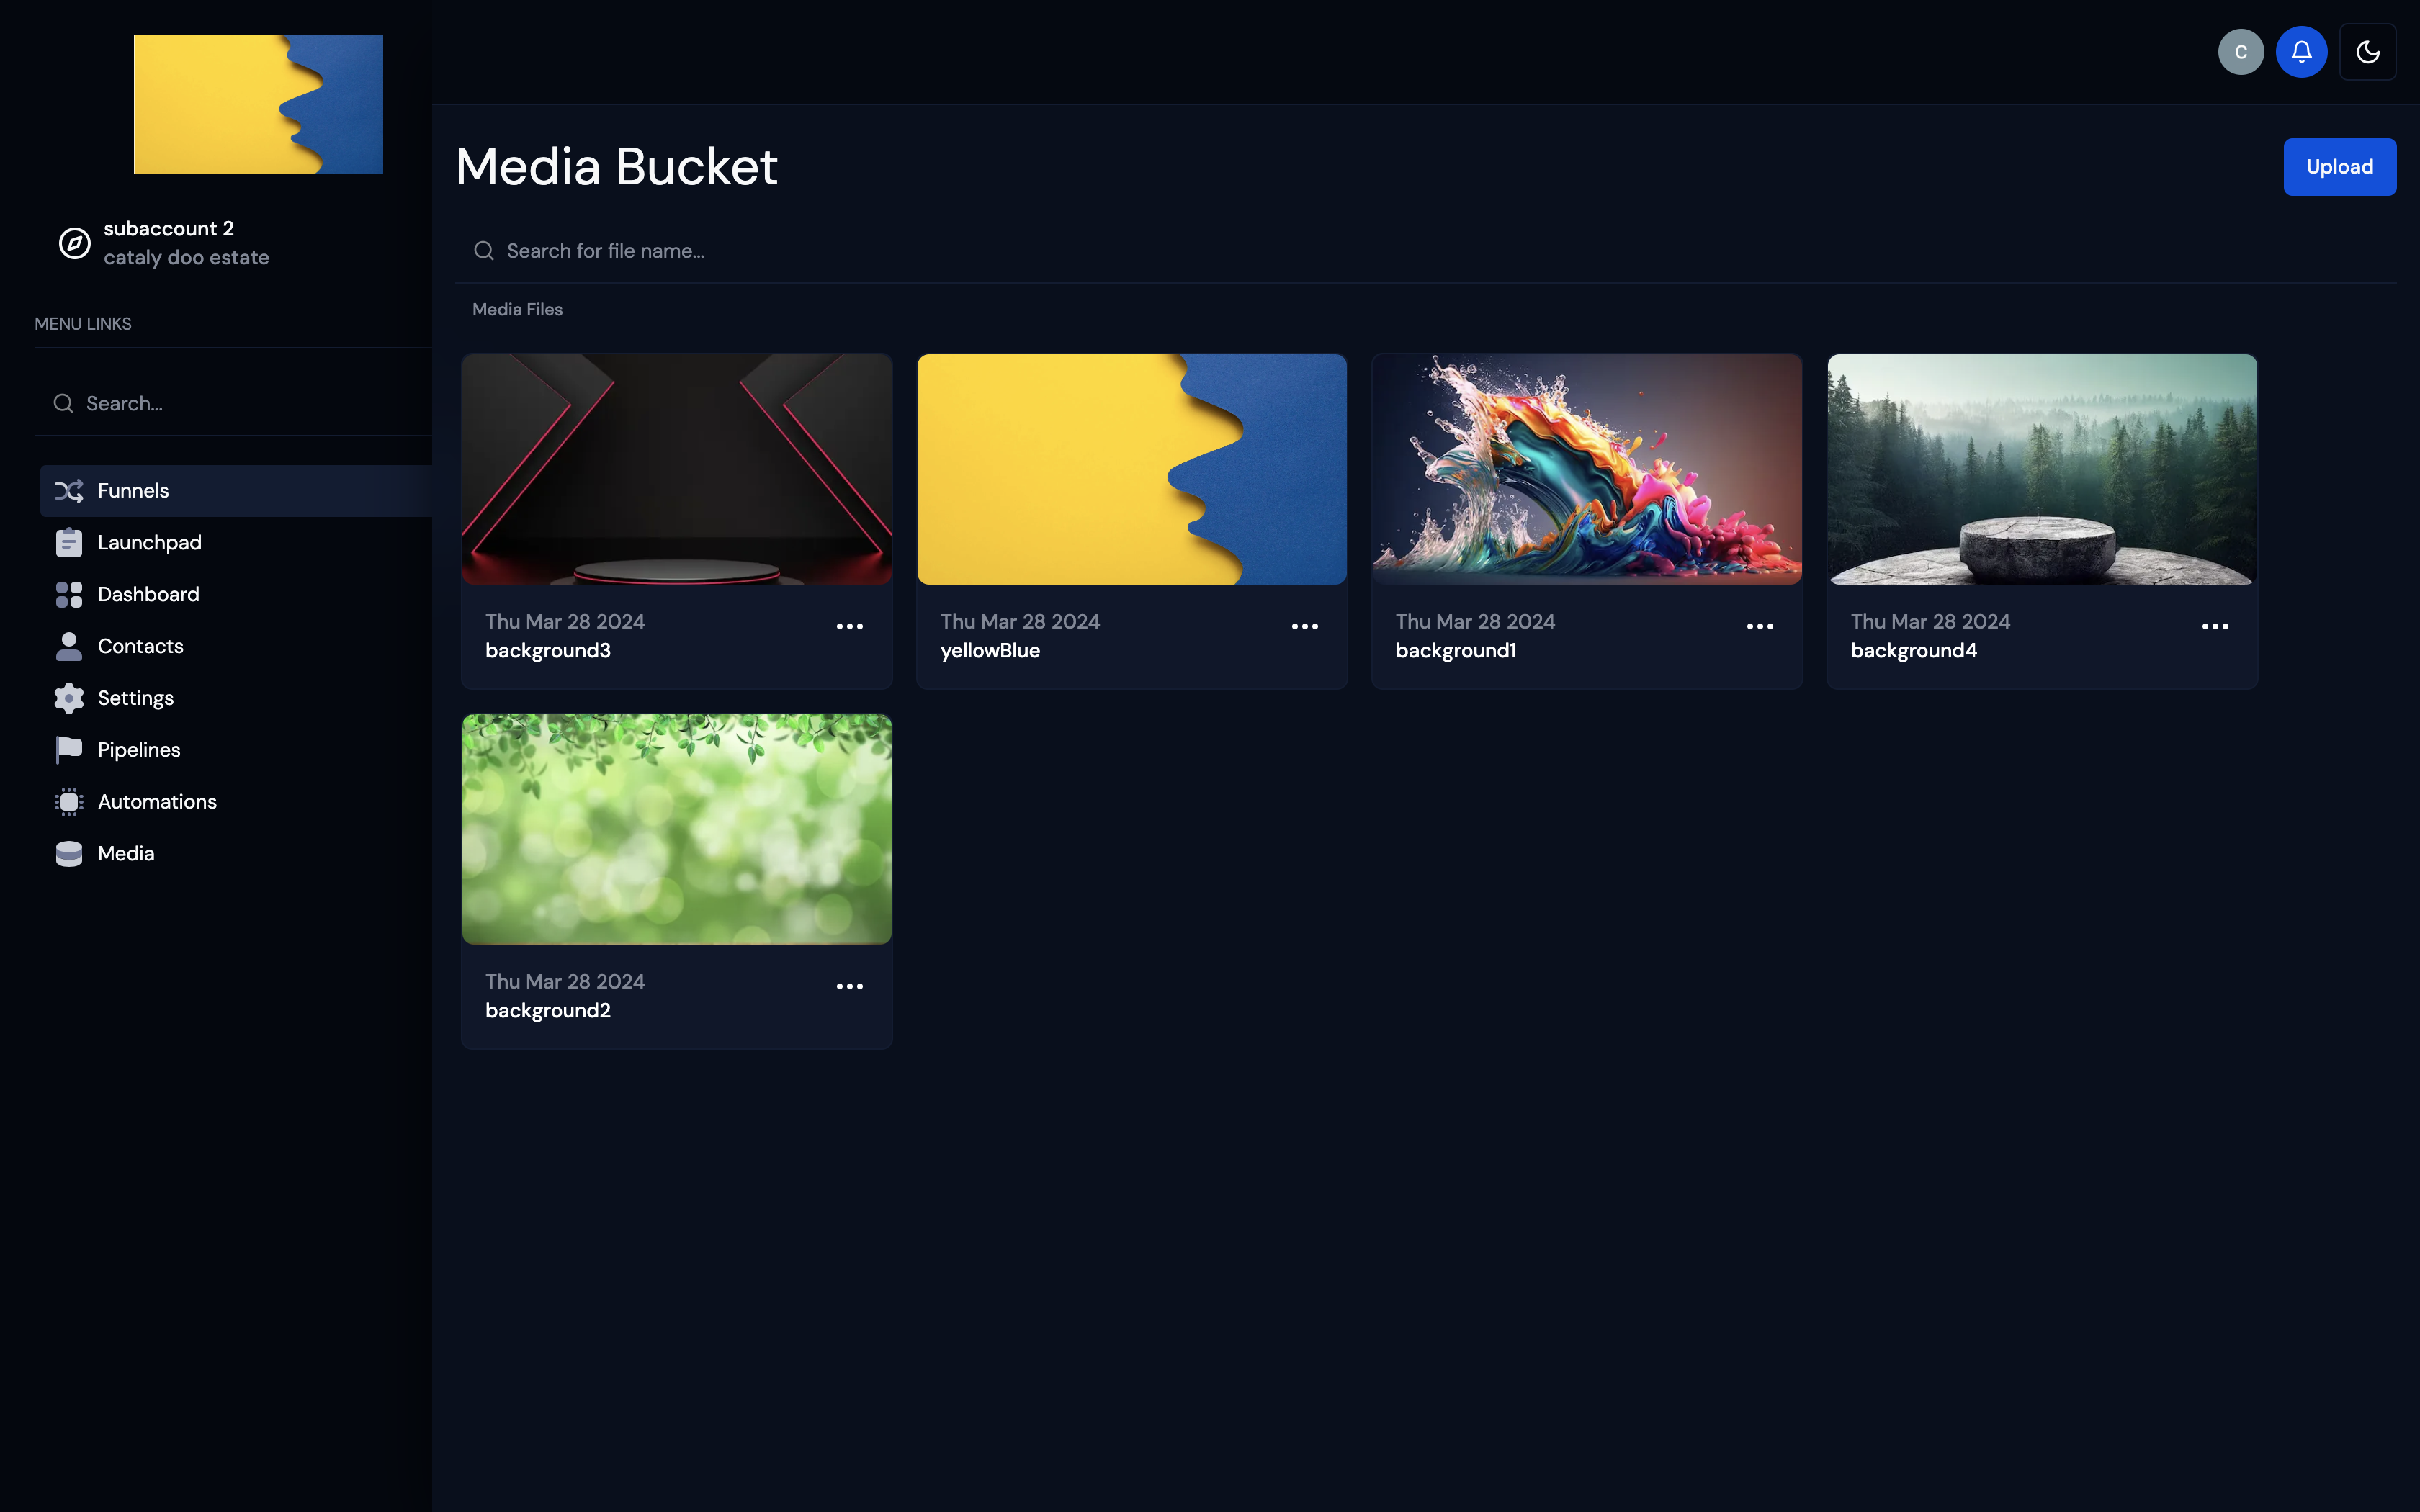 C
subaccount 2
cataly doo estate
MENU LINKS
Search...
Funnels
Launchpad
Dashboard
Contacts
Settings
Pipelines
Automations
Media
Media Bucket
Upload
Search for file name...
Media Files
Thu Mar 28 2024
background3
Thu Mar 28 2024
yellowBlue
Thu Mar 28 2024
background1
Thu Mar 28 2024
background4
Thu Mar 28 2024
background2